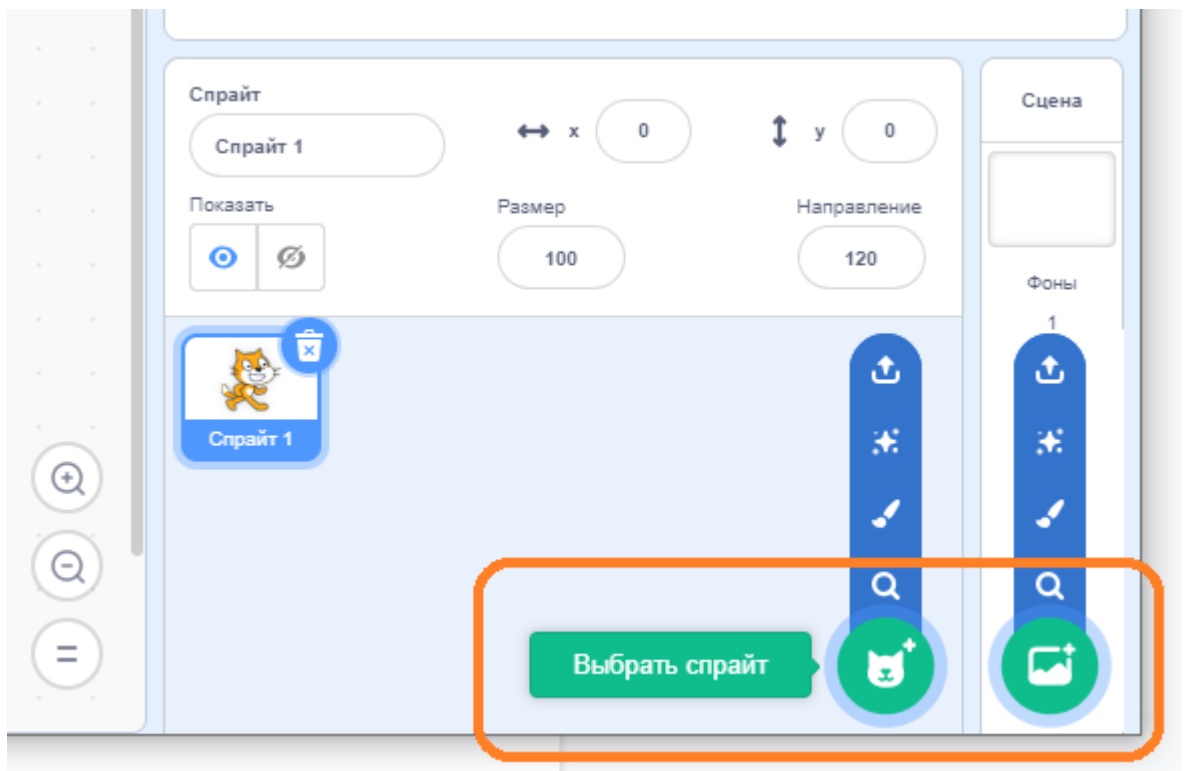 Спрайт
Спрайт 1
x 0
y 0
Показать
Размер
100
Направление
120
Спрайт 1
Выбрать спрайт
Сцена
Фоны
1